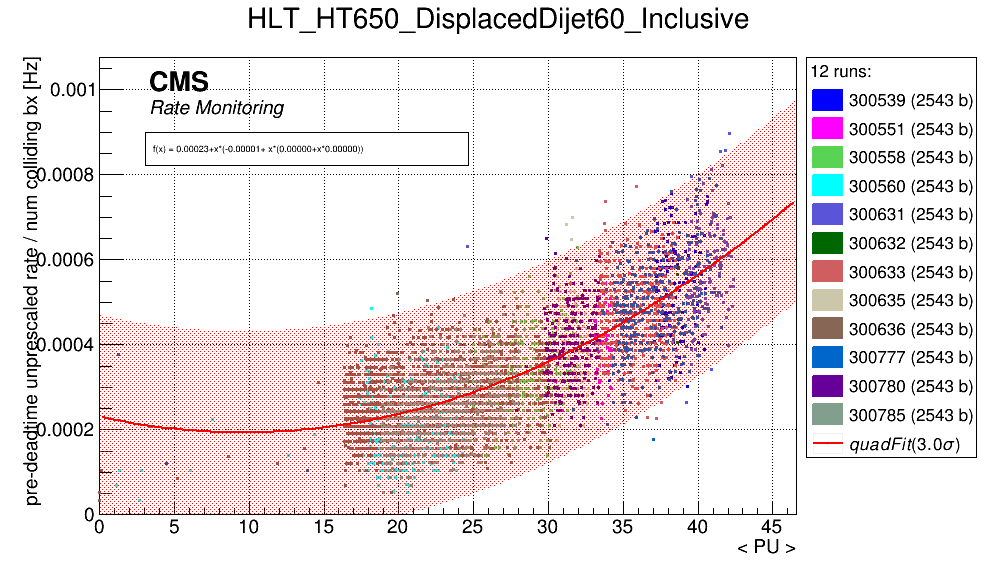 HLT_HT650_DisplacedDijet60_Inclusive
pre-deadtime unprescaled rate / num colliding bx [Hz]
0.001
0.0008
0.0006
0.0004
0.0002
0
CMS
Rate Monitoring
f(x) = 0.00023+x*(-0.00001+ x*(0.00000+x*0.00000))
0 5 10 15 20 25 30 35 40 45
< PU >
12 runs:
300539 (2543 b)
300551 (2543 b)
300558 (2543 b)
300560 (2543 b)
300631 (2543 b)
300632 (2543 b)
300633 (2543 b)
300635 (2543 b)
300636 (2543 b)
300777 (2543 b)
300780 (2543 b)
300785 (2543 b)
quadFit(3.0σ)